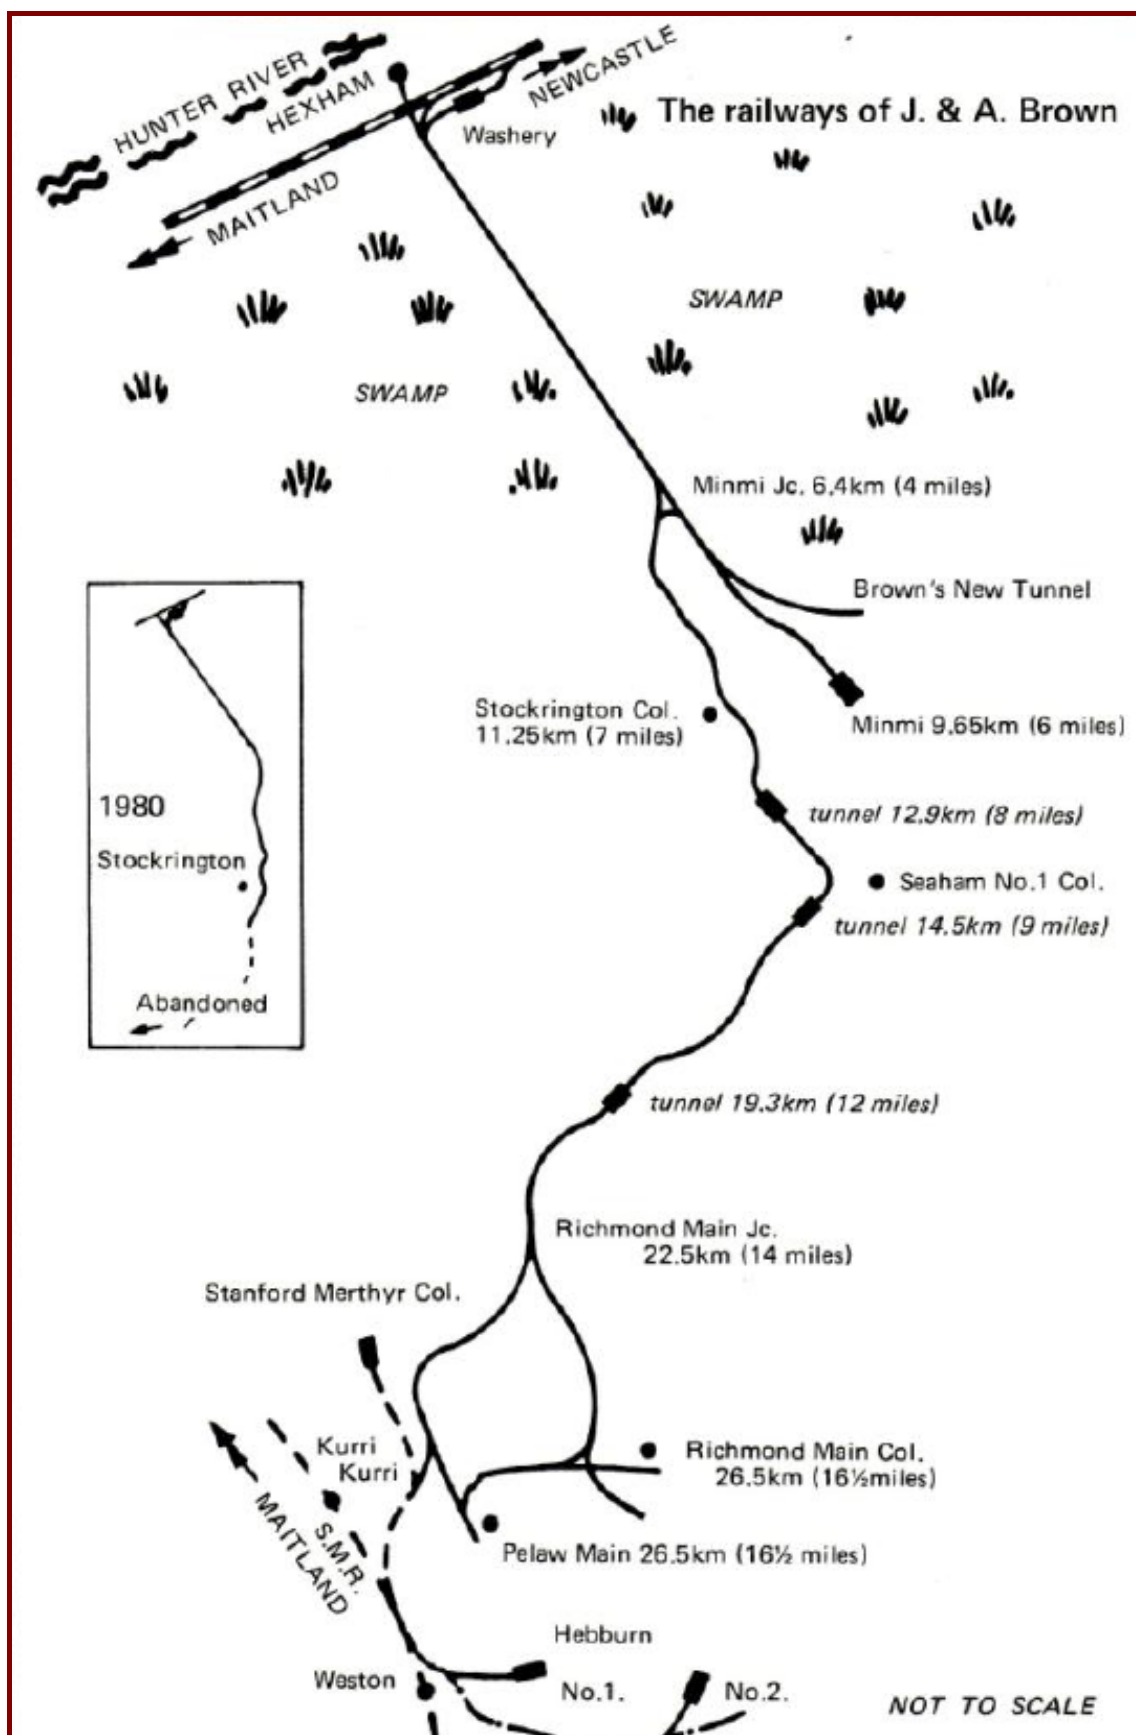 HUNTER RIVER
HEXHAM
NEWCASTLE
The railways of J. & A. Brown
Washery
MAITLAND
SWAMP
SWAMP
Minmi Jc. 6.4km (4 miles)
Brown's New Tunnel
Stockrington Col.
11.25km (7 miles)
Minmi 9.65km (6 miles)
1980
tunnel 12.9km (8 miles)
Stockrington
Seaham No.1 Col.
tunnel 14.5km (9 miles)
Abandoned
tunnel 19.3km (12 miles)
Richmond Main Jc.
22.5km (14 miles)
Stanford Merthyr Col.
Kurri
Kurri
Richmond Main Col.
26.5km (16½miles)
MAITLAND
S.M.R.
Pelaw Main 26.5km (16½ miles)
Hebburn
Weston
No.1.
No.2.
NOT TO SCALE